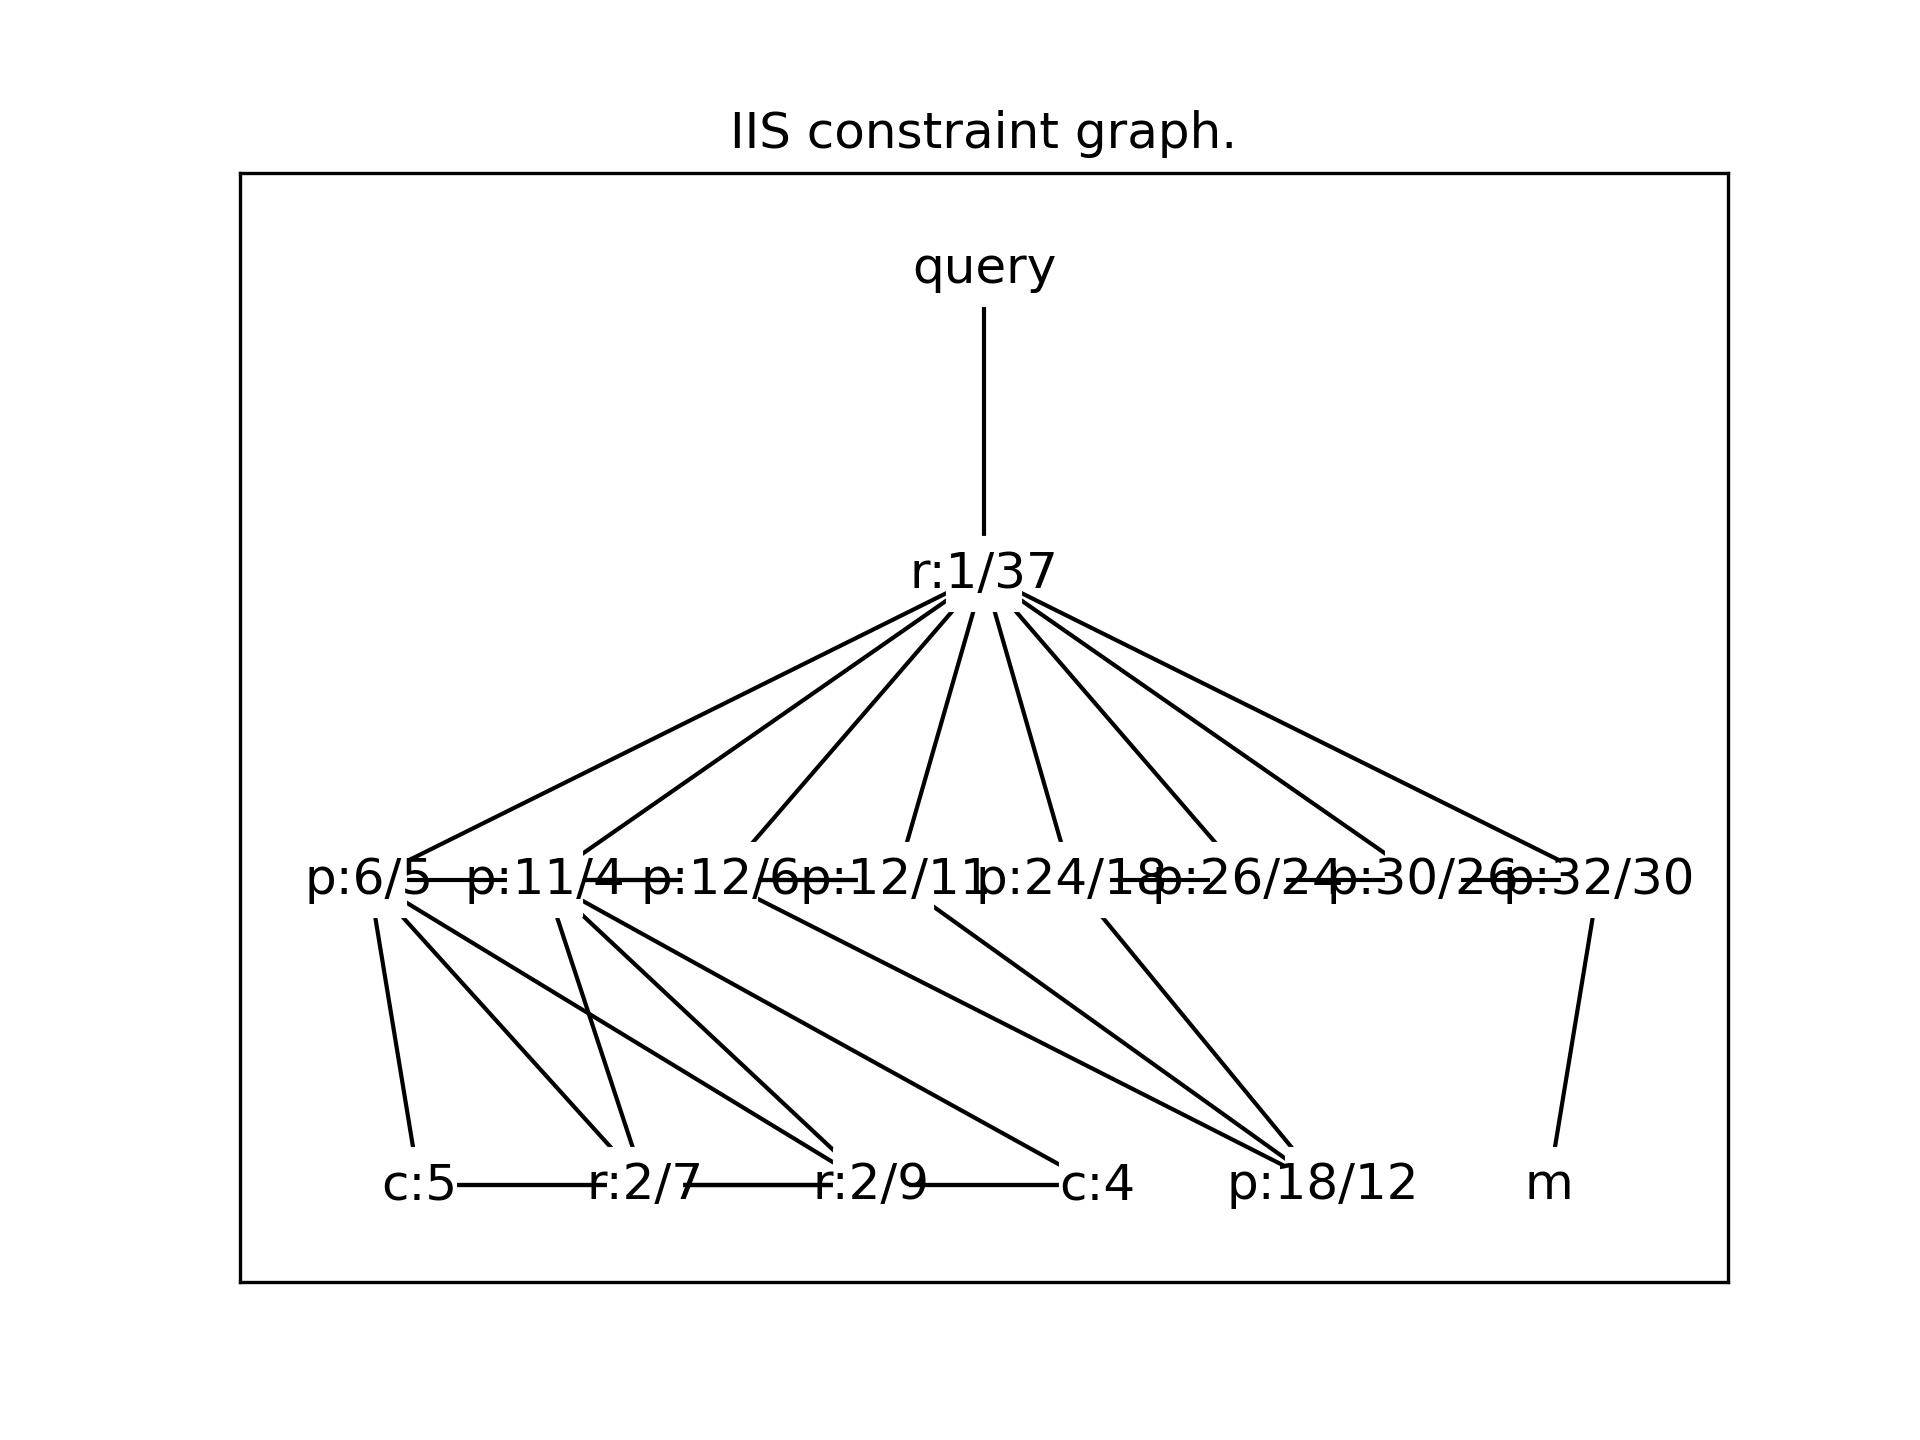 IIS constraint graph.
query
r:1/37
p:6/5 p:11/4 p:12/6 p:12/11 p:24/18 p:26/24 p:30/26 p:32/30
c:5 r:2/7 r:2/9 c:4 p:18/12 m